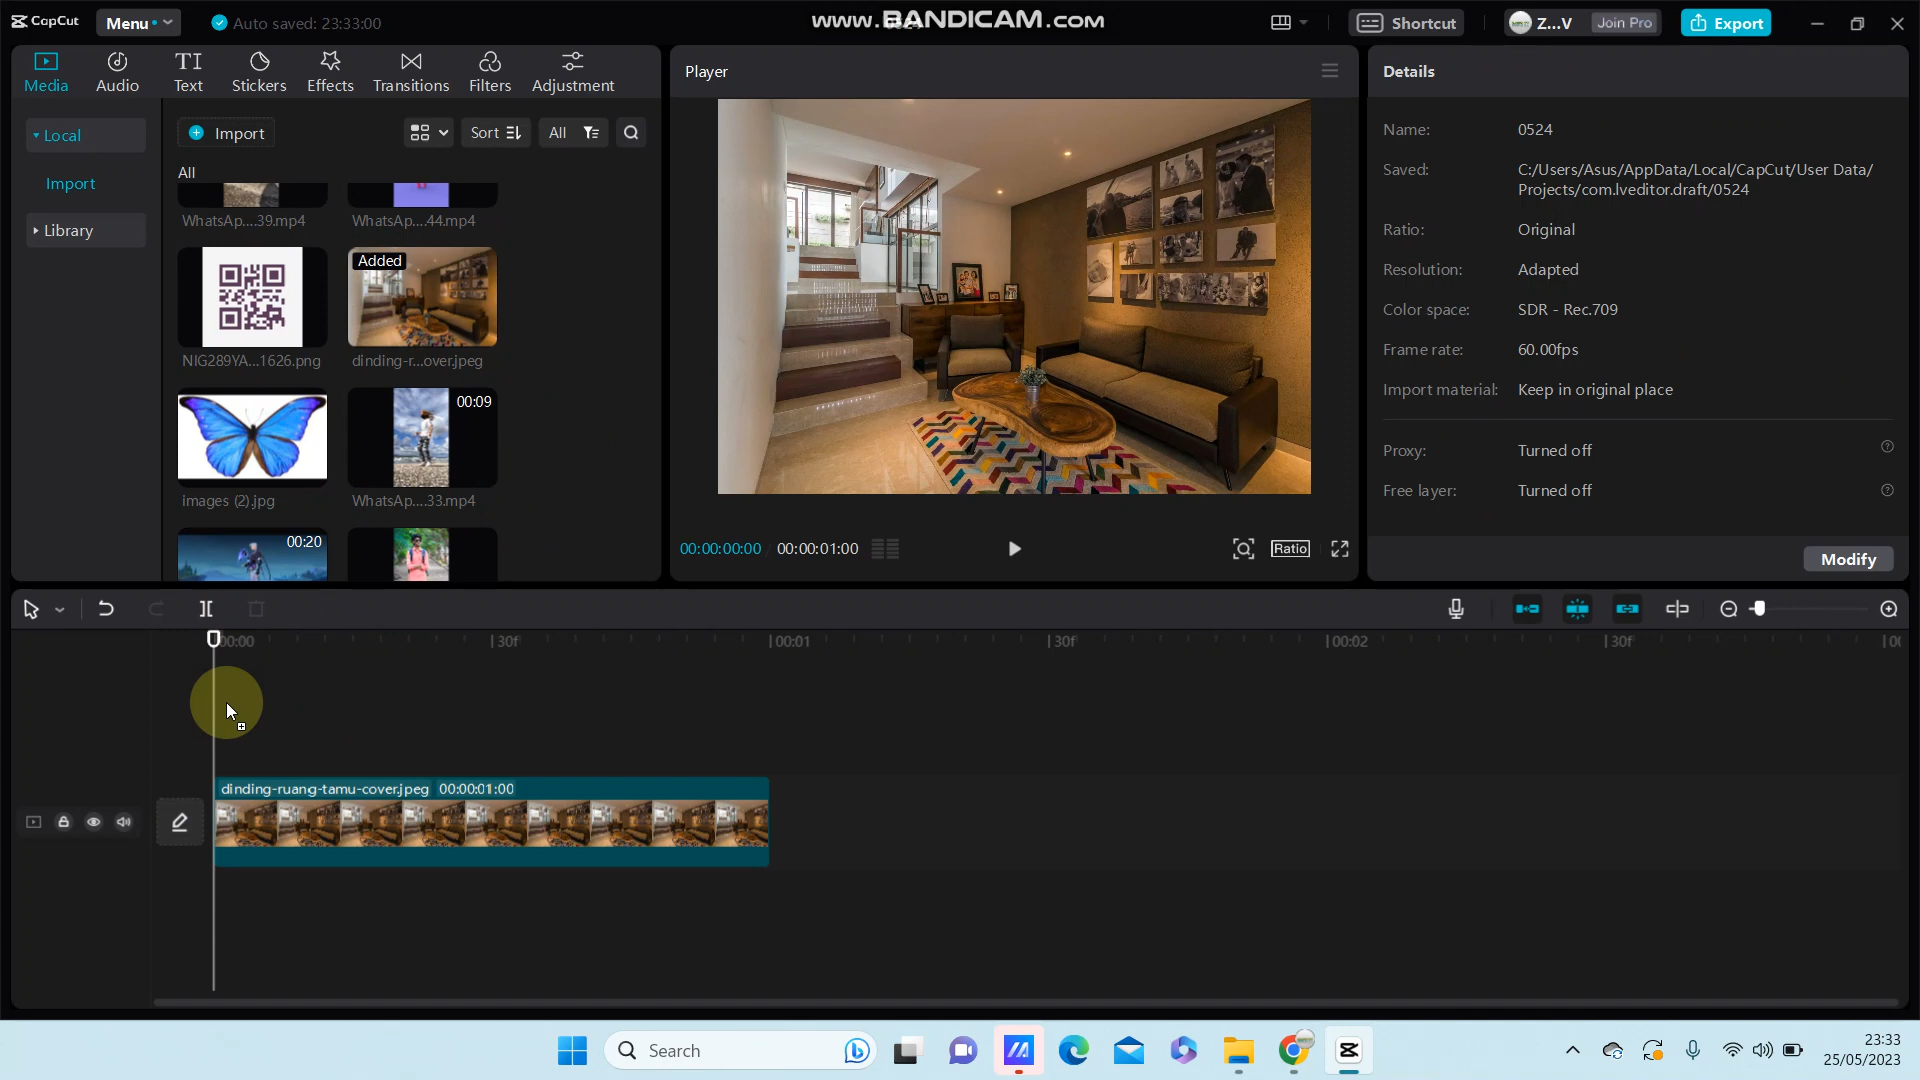 CapCut
Menu
Auto saved: 23:33:00
www.BANDICAM.com
Shortcut
Z...V
Join Pro
Export
Media
Audio
Text
Stickers
Effects
Transitions
Filters
Adjustment
Local
Import
Library
Import
Sort
All
All
WhatsAp....39.mp4
WhatsAp....44.mp4
Added
NIG289YA...1626.png
dinding-r...over.jpeg
00:09
images (2).jpg
WhatsAp....33.mp4
00:20
Player
00:00:00:00
00:00:01:00
Ratio
Details
Name:
0524
Saved:
C:/Users/Asus/AppData/Local/CapCut/User Data/
Projects/com.lveditor.draft/0524
Ratio:
Original
Resolution:
Adapted
Color space:
SDR - Rec.709
Frame rate:
60.00fps
Import material:
Keep in original place
Proxy:
Turned off
Free layer:
Turned off
Modify
00:00
30f
00:01
30f
00:02
30f
dinding-ruang-tamu-cover.jpeg 00:00:01:00
Search
23:33
25/05/2023